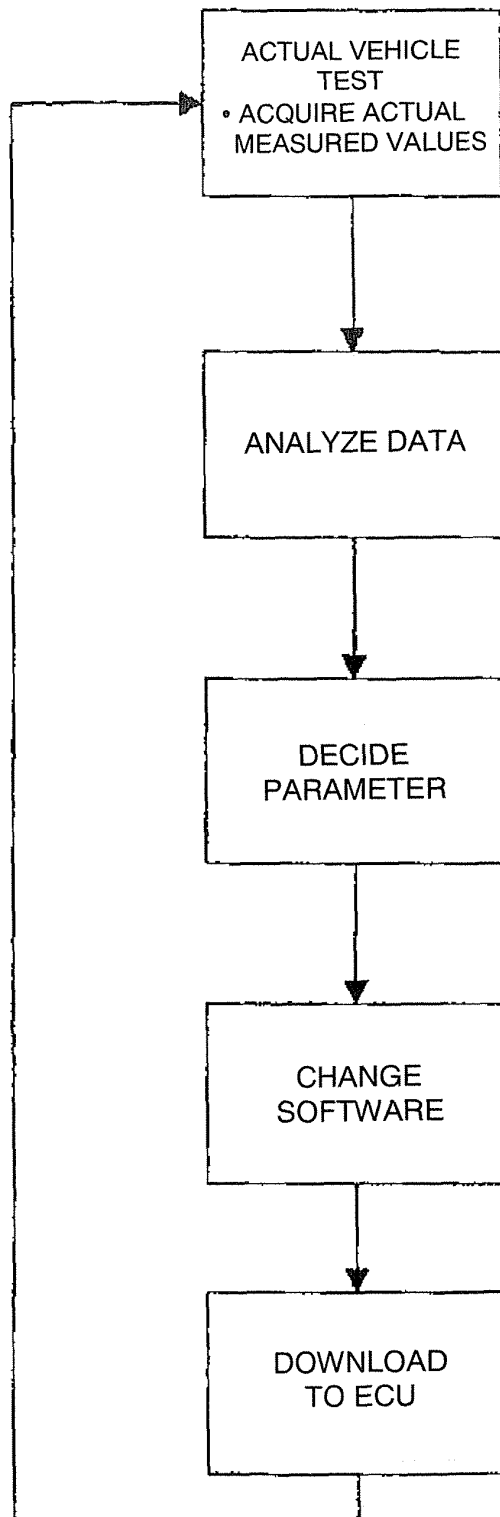 ACTUAL VEHICLE
TEST
• ACQUIRE ACTUAL
MEASURED VALUES
ANALYZE DATA
DECIDE
PARAMETER
CHANGE
SOFTWARE
DOWNLOAD
TO ECU